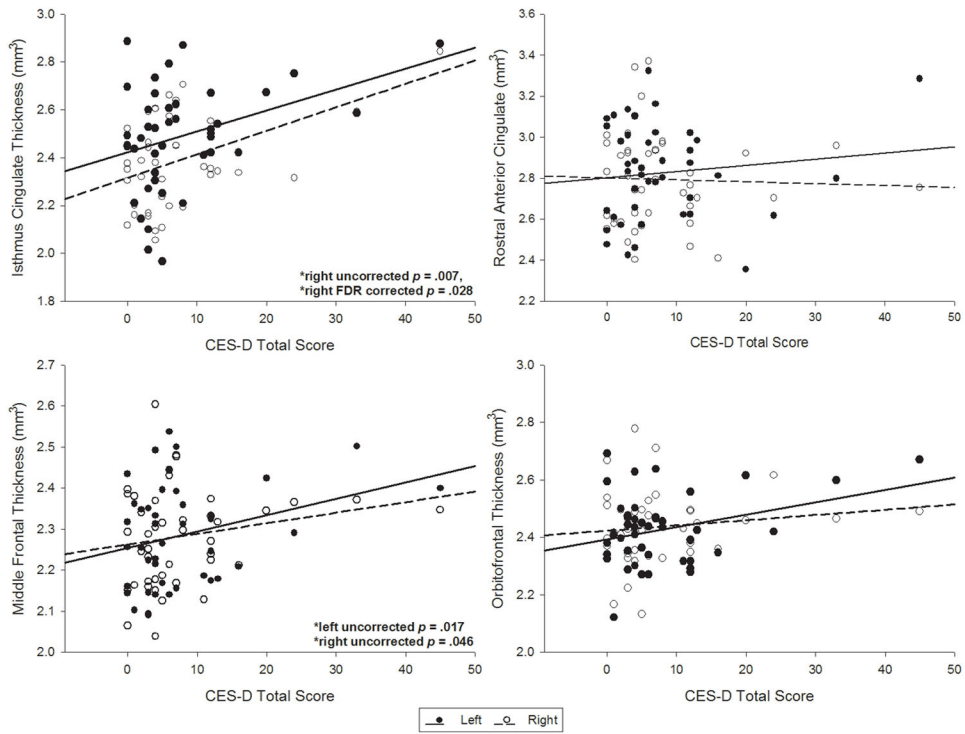 3.0
2.8
2.6
2.4
2.2
2.0
1.8
Isthmus Cingulate Thickness (mm³)
*right uncorrected p = .007,
*right FDR corrected p = .028
0 10 20 30 40 50
CES-D Total Score
3.6
3.4
3.2
3.0
2.8
2.6
2.4
2.2
Rostral Anterior Cingulate (mm³)
0 10 20 30 40 50
CES-D Total Score
2.7
2.6
2.5
2.4
2.3
2.2
2.1
2.0
Middle Frontal Thickness (mm³)
*left uncorrected p = .017
*right uncorrected p = .046
0 10 20 30 40 50
CES-D Total Score
3.0
2.8
2.6
2.4
2.2
2.0
Orbitofrontal Thickness (mm³)
0 10 20 30 40 50
CES-D Total Score
Left Right